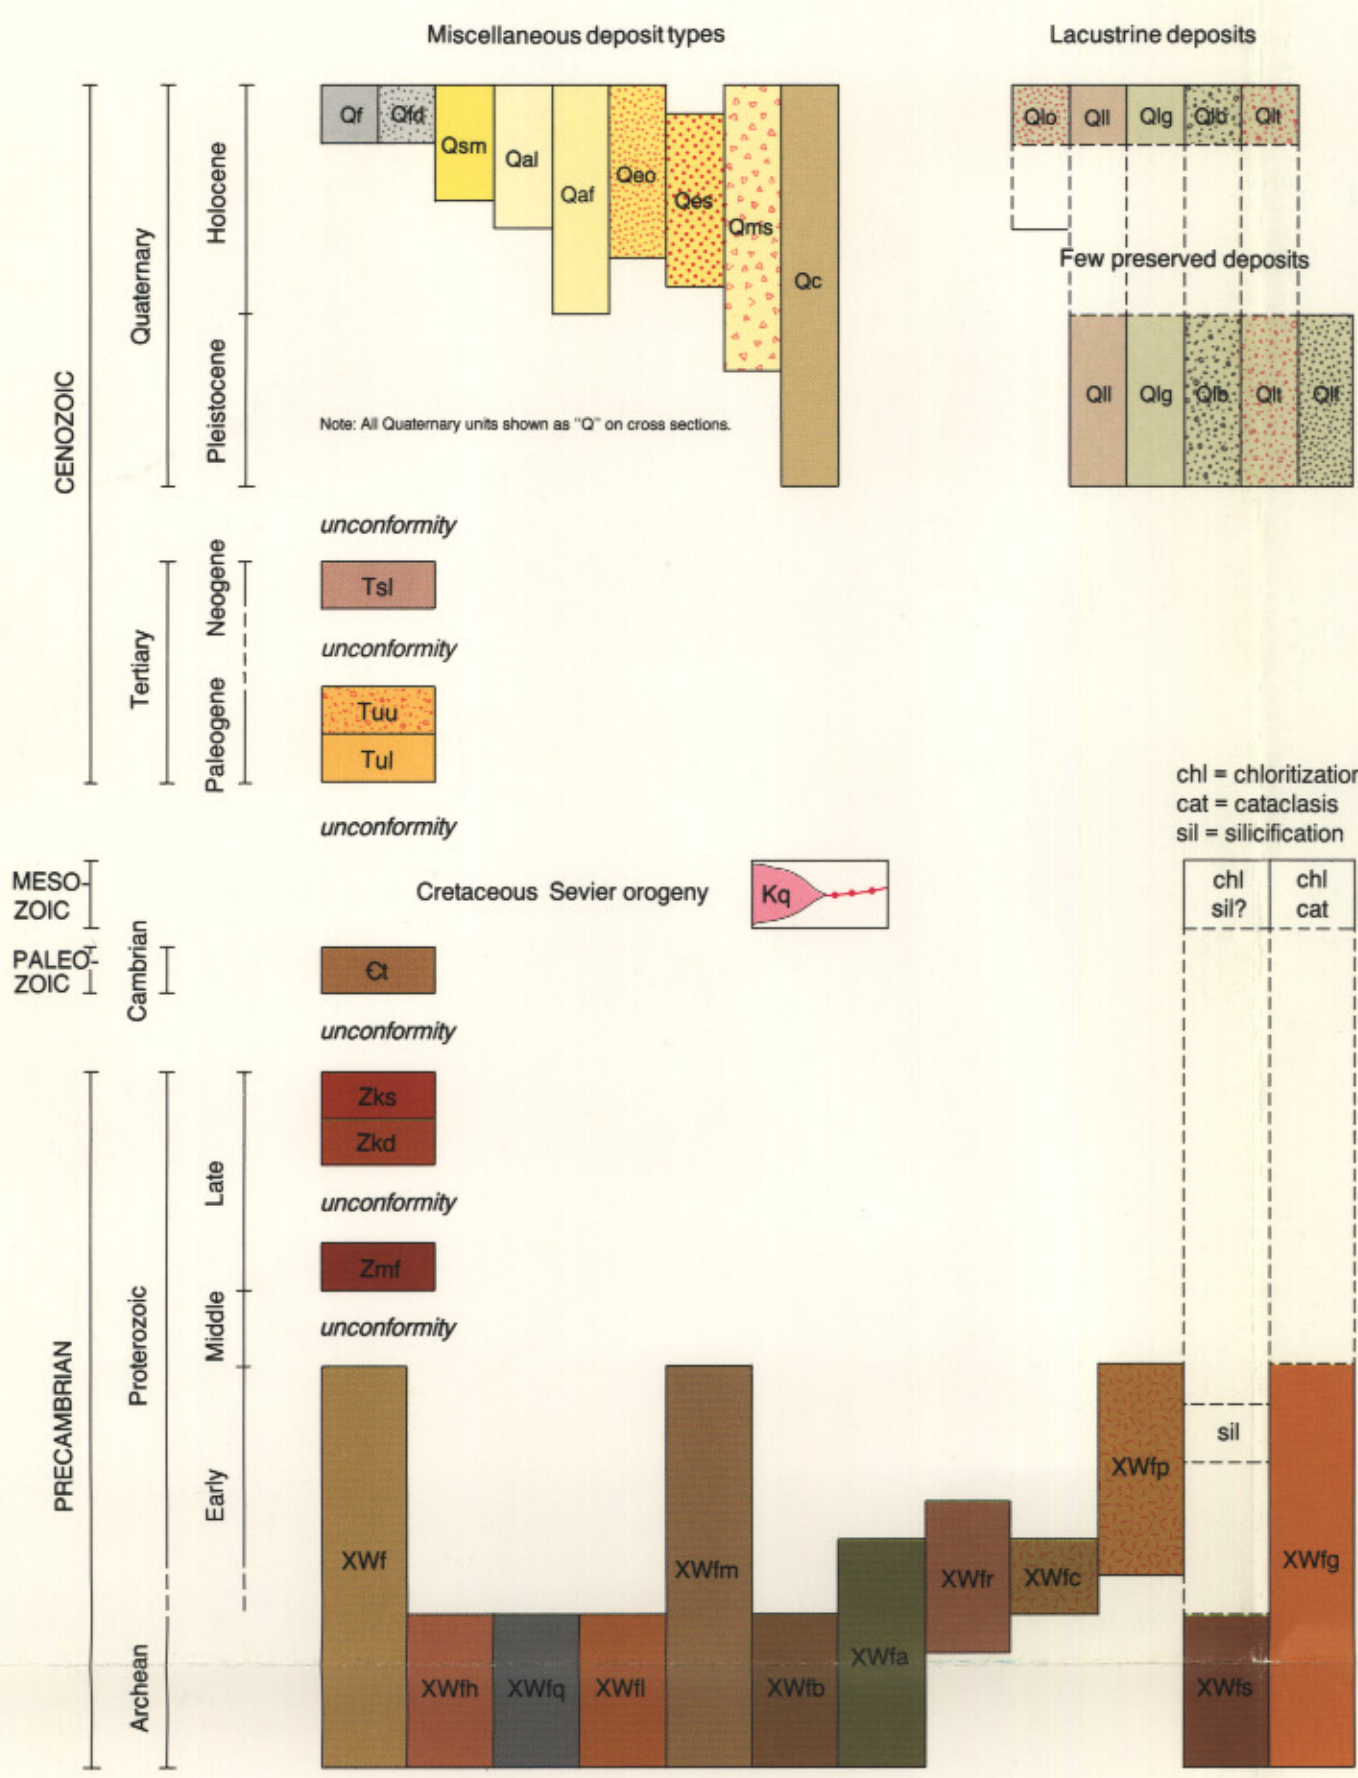 Miscellaneous deposit types
Lacustrine deposits
Qf
Qfd
Qsm
Qal
Qaf
Qeo
Qes
Qms
Qc
Qlo
Qll
Qlg
Qlb
Qlt
Few preserved deposits
Qll
Qlg
Qlb
Qlt
Qlf
CENOZOIC
Quaternary
Holocene
Pleistocene
Note: All Quaternary units shown as “Q” on cross sections.
unconformity
Tertiary
Neogene
Tsl
unconformity
Paleogene
Tuu
Tul
unconformity
chl = chloritization
cat = cataclasis
sil = silicification
MESO-
ZOIC
Cretaceous Sevier orogeny
Kq
chl
sil?
chl
cat
PALEO-
ZOIC
Cambrian
Ꞓt
unconformity
PRECAMBRIAN
Proterozoic
Late
Zks
Zkd
unconformity
Zmf
Middle
unconformity
Early
Archean
XWf
XWfh
XWfq
XWfl
XWfm
XWfb
XWfa
XWfr
XWfc
XWfp
sil
XWfs
XWfg